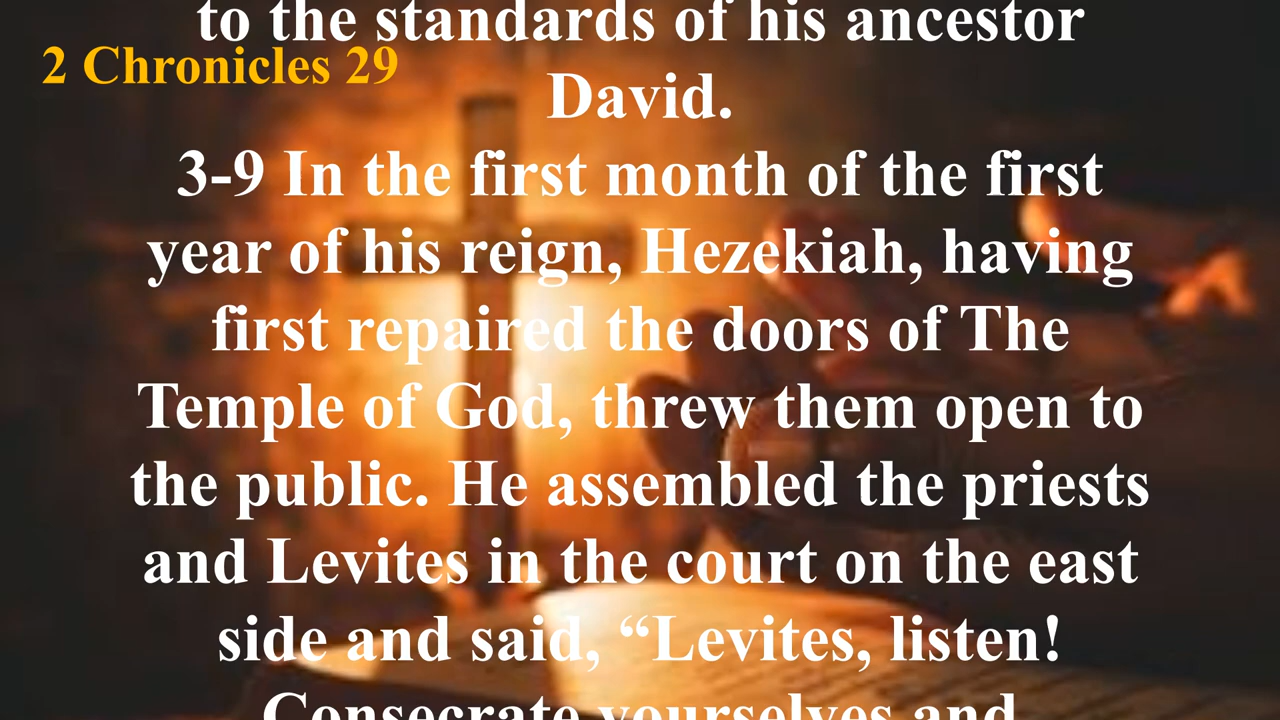 to the standards of his ancestor
2 Chronicles 29
David.
3-9 In the first month of the first
year of his reign, Hezekiah, having
first repaired the doors of The
Temple of God, threw them open to
the public. He assembled the priests
and Levites in the court on the east
side and said, “Levites, listen!
Consecrate yourselves and